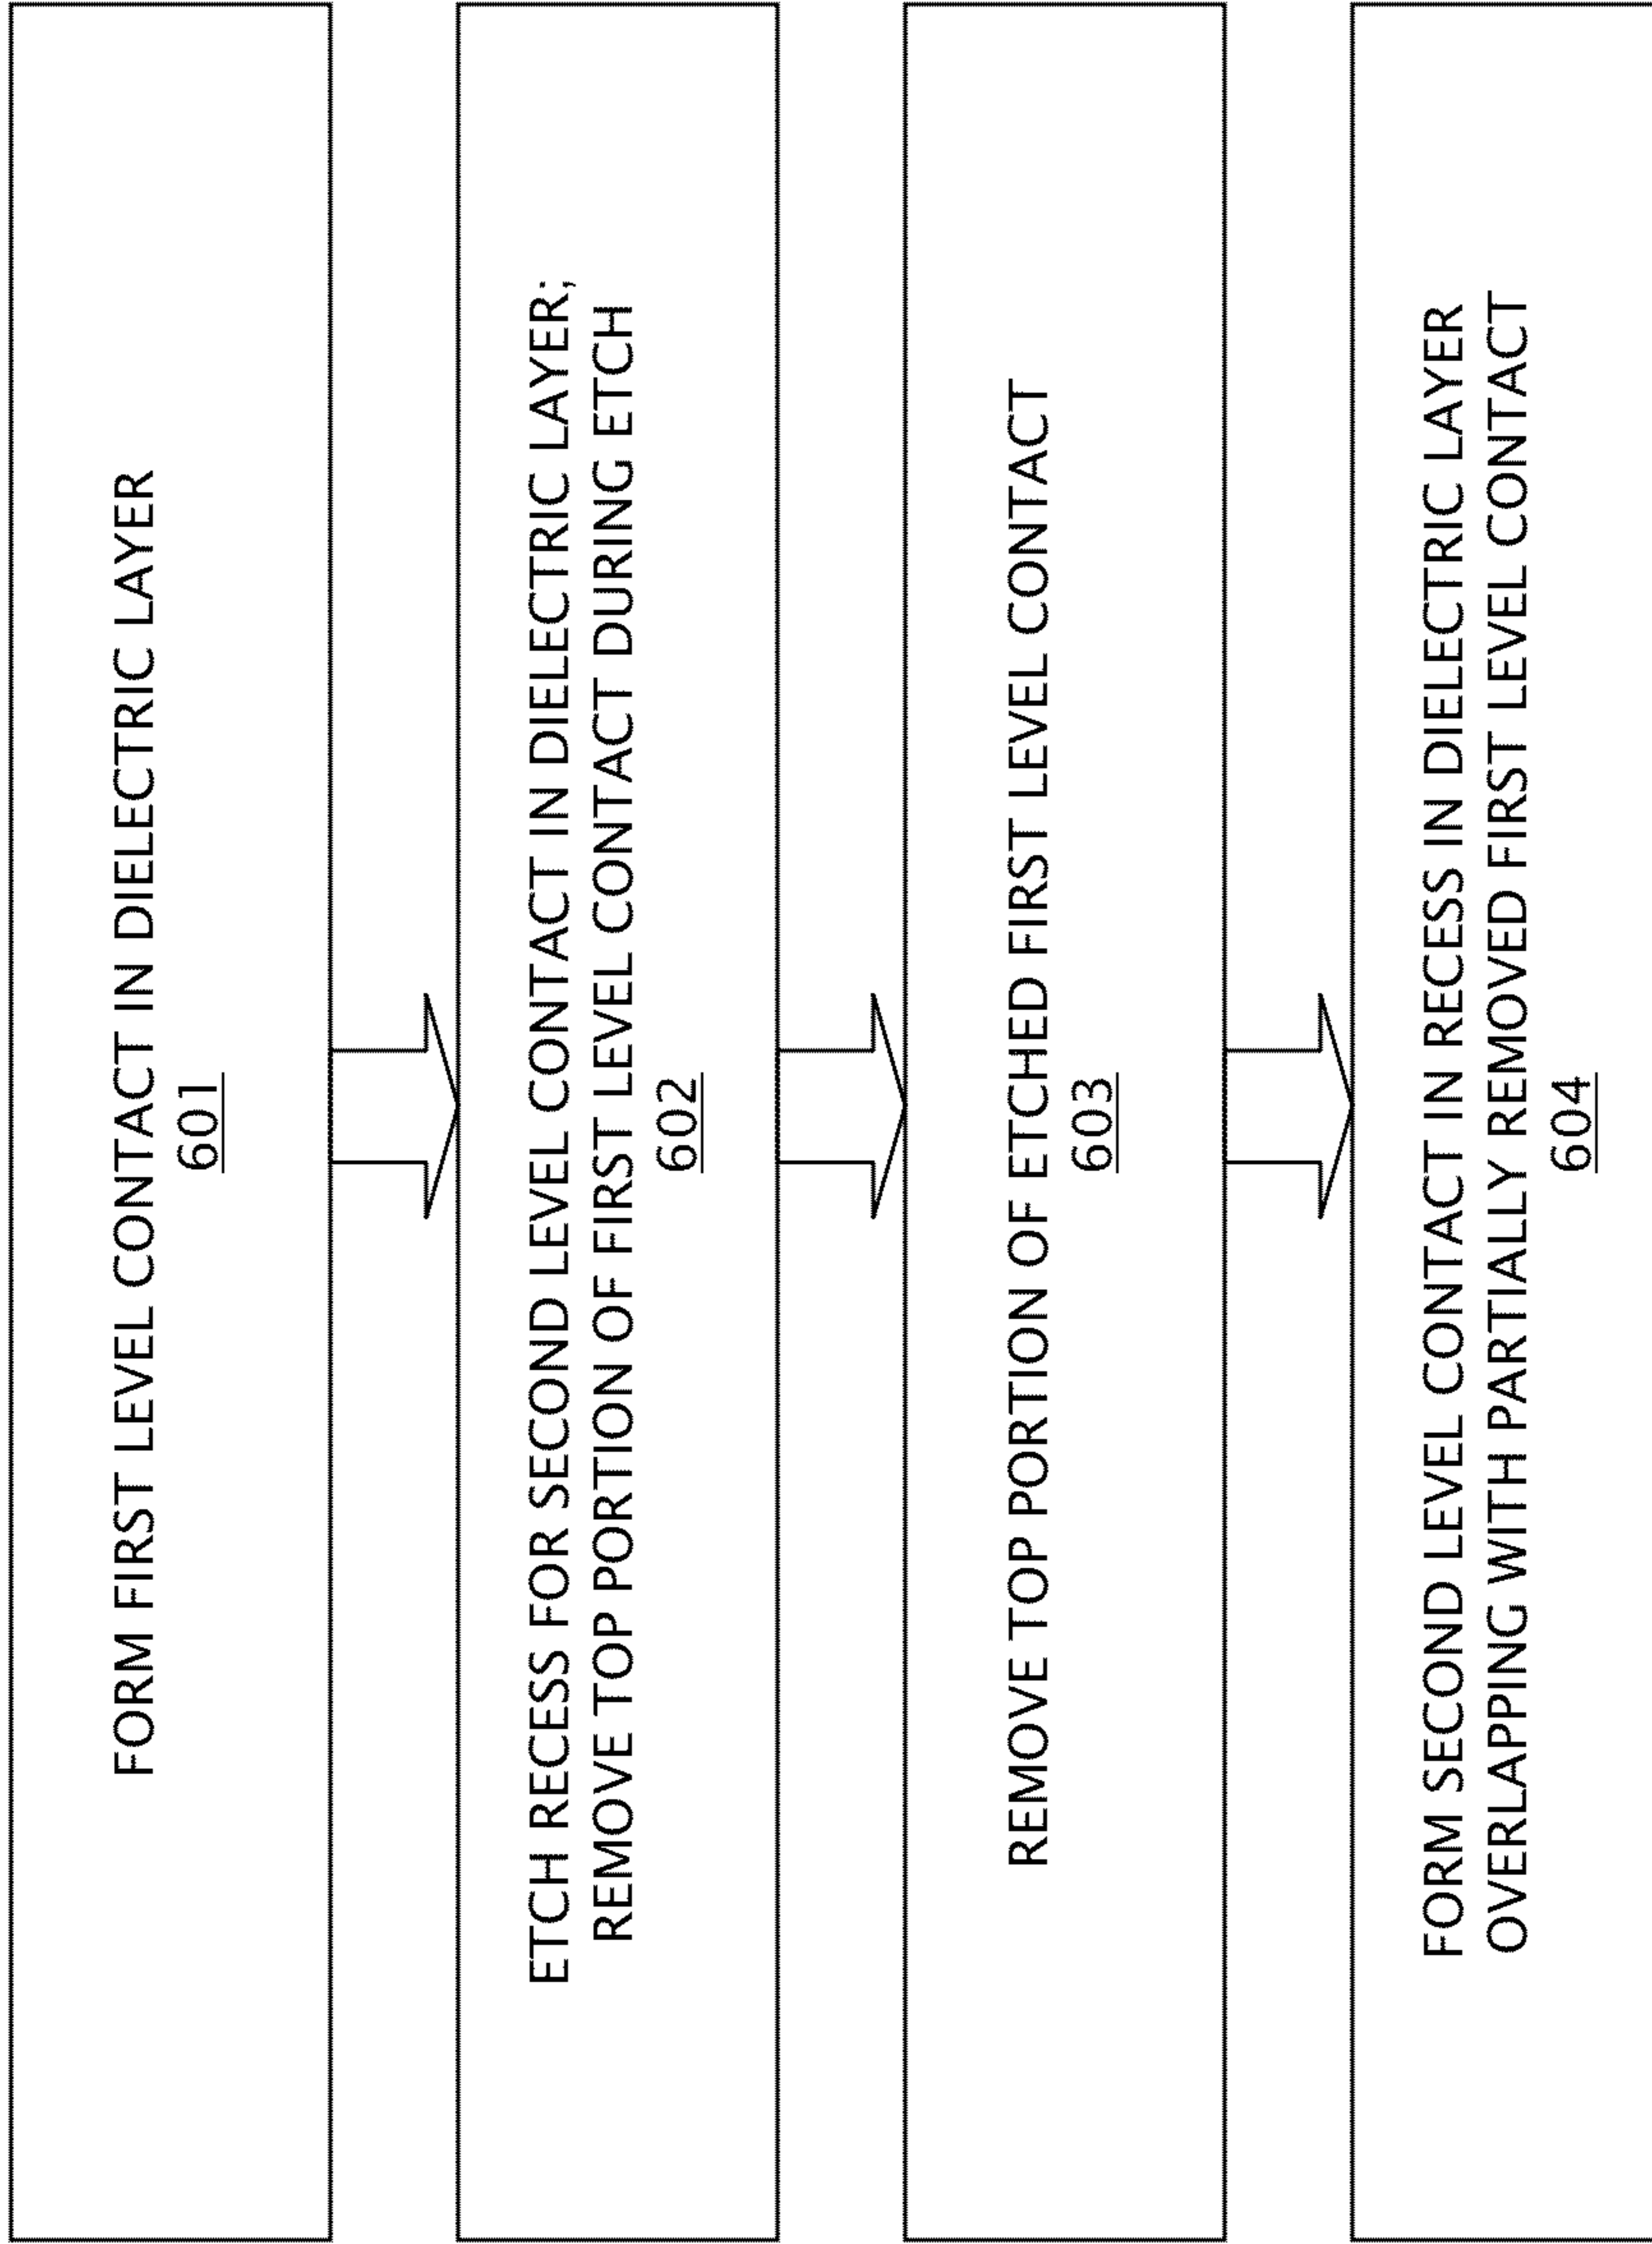 FORM FIRST LEVEL CONTACT IN DIELECTRIC LAYER
601
ETCH RECESS FOR SECOND LEVEL CONTACT IN DIELECTRIC LAYER;
REMOVE TOP PORTION OF FIRST LEVEL CONTACT DURING ETCH
602
REMOVE TOP PORTION OF ETCHED FIRST LEVEL CONTACT
603
FORM SECOND LEVEL CONTACT IN RECESS IN DIELECTRIC LAYER
OVERLAPPING WITH PARTIALLY REMOVED FIRST LEVEL CONTACT
604